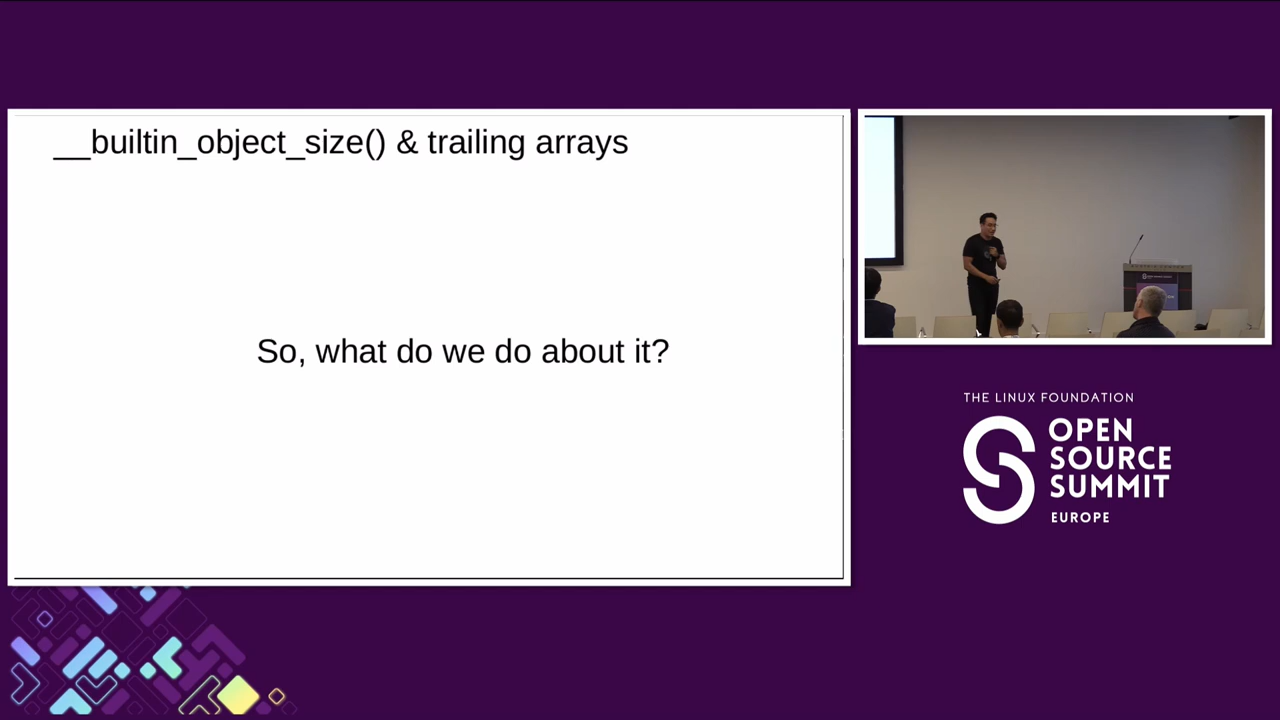 __builtin_object_size() & trailing arrays
So, what do we do about it?
THE LINUX FOUNDATION
OPEN
SOURCE
SUMMIT
EUROPE